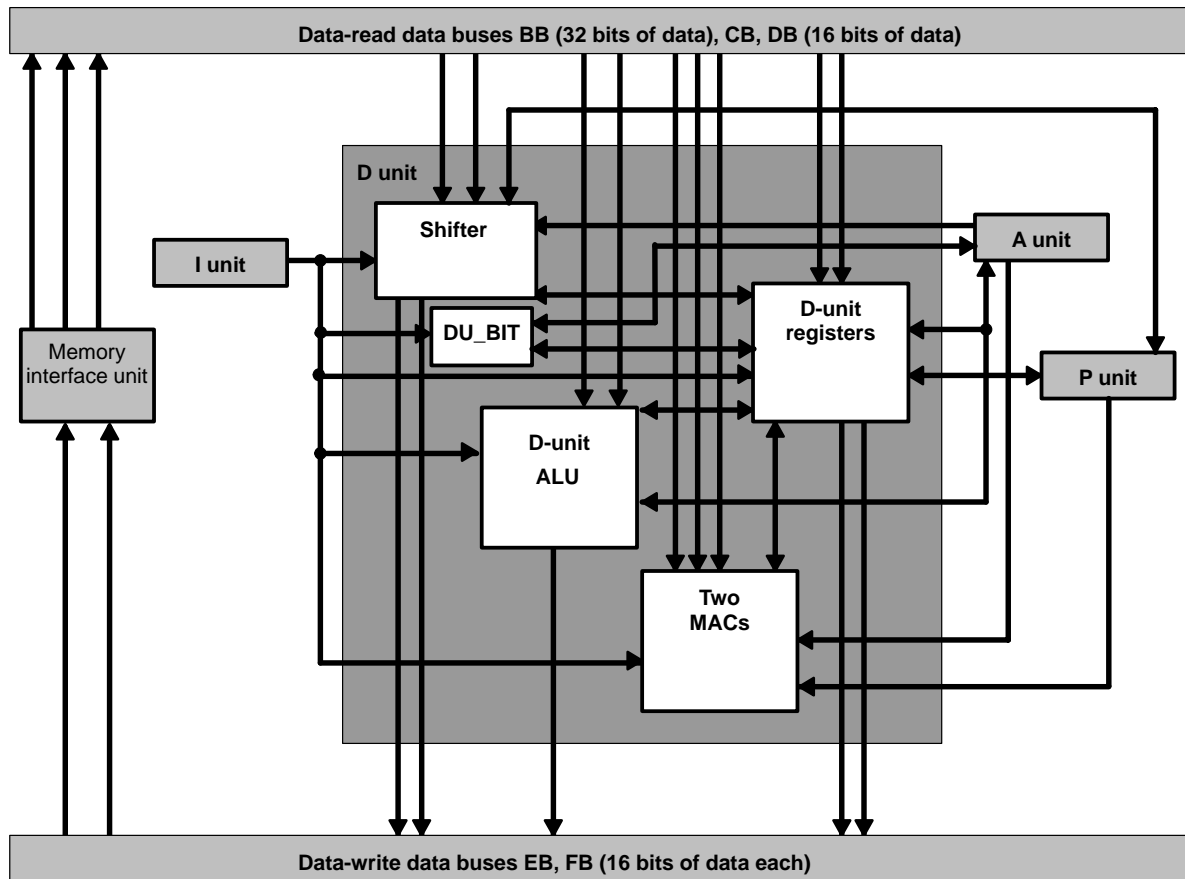 Data-read data buses BB (32 bits of data), CB, DB (16 bits of data)
D unit
Shifter
A unit
I unit
D-unit
registers
DU_BIT
Memory
interface unit
P unit
D-unit
ALU
Two
MACs
Data-write data buses EB, FB (16 bits of data each)